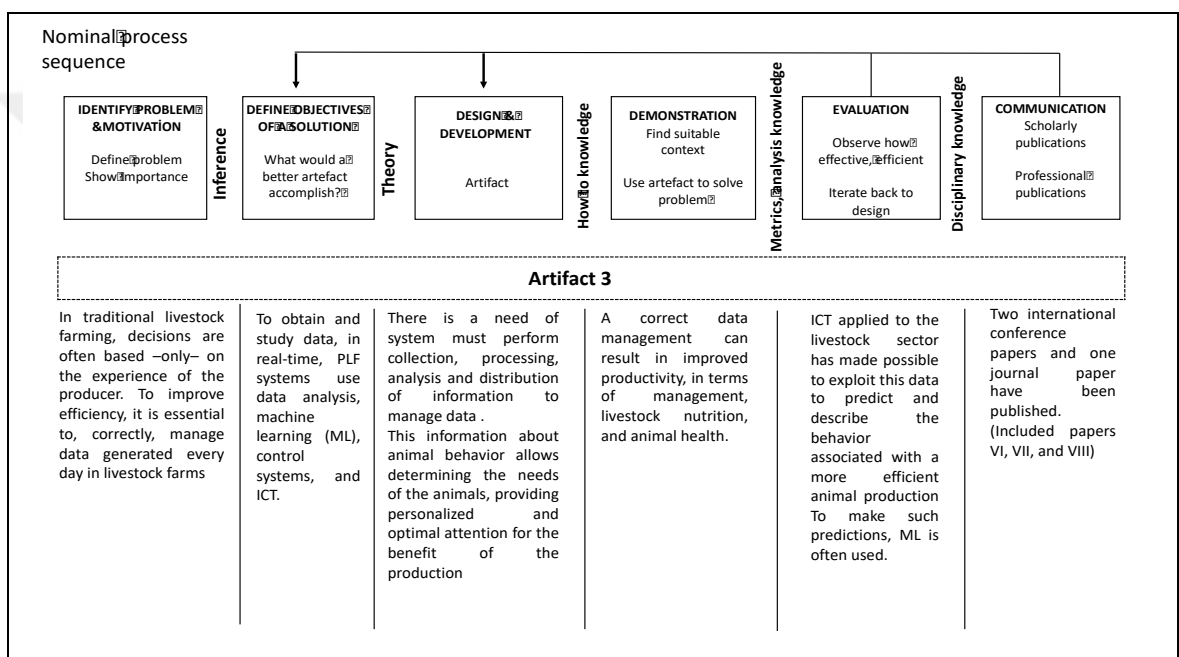 Nominal process
sequence
IDENTIFY PROBLEM
& MOTIVATION
Define problem
Show Importance
Inference
DEFINE OBJECTIVES
OF A SOLUTION
What would a
better artefact
accomplish?
Theory
DESIGN &
DEVELOPMENT
Artifact
How to knowledge
DEMONSTRATION
Find suitable
context
Use artefact to solve
problem
Metrics, analysis knowledge
EVALUATION
Observe how
effective, efficient
Iterate back to
design
Disciplinary knowledge
COMMUNICATION
Scholarly
publications
Professional
publications
Artifact 3
In traditional livestock
farming, decisions are
often based –only– on
the experience of the
producer. To improve
efficiency, it is essential
to, correctly, manage
data generated every
day in livestock farms
To obtain and
study data, in
real-time, PLF
systems use
data analysis,
machine
learning (ML),
control
systems, and
ICT.
There is a need of
system must perform
collection, processing,
analysis and distribution
of information to
manage data .
This information about
animal behavior allows
determining the needs
of the animals, providing
personalized and
optimal attention for the
benefit of the
production
A correct data
management can
result in improved
productivity, in terms
of management,
livestock nutrition,
and animal health.
ICT applied to the
livestock sector
has made possible
to exploit this data
to predict and
describe the
behavior
associated with a
more efficient
animal production
To make such
predictions, ML is
often used.
Two international
conference
papers and one
journal paper
have been
published.
(Included papers
VI, VII, and VIII)